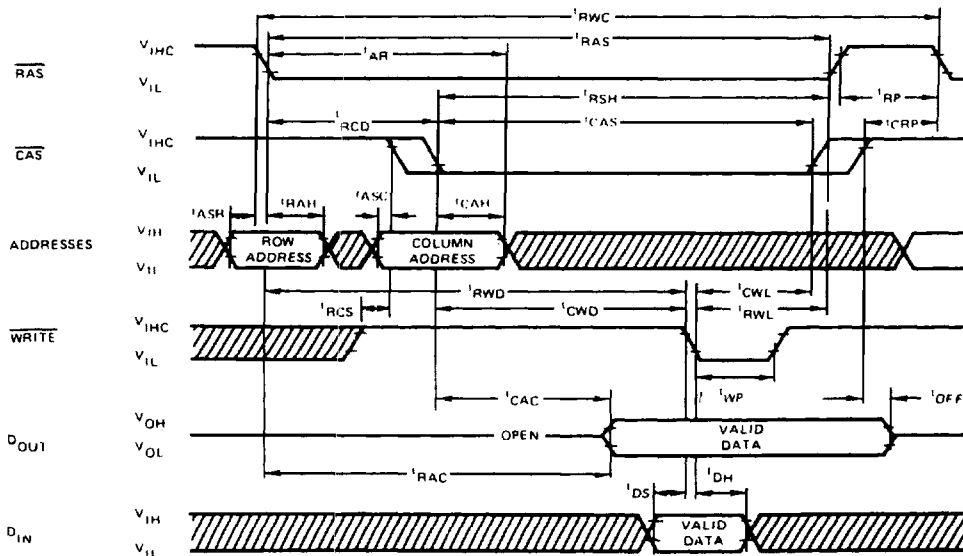 tRWC
tRAS
tAR
RAS
VIHC
VIL
tRSH
tRP
tRCD
tCAS
tCRP
CAS
VIHC
VIL
tASR
tRAH
tASC
tCAH
ADDRESSES
VIH
VIL
ROW ADDRESS
COLUMN ADDRESS
tRWD
tCWL
tRCS
tCWD
tRWL
WRITE
VIHC
VIL
tWP
tCAC
tOFF
DOUT
VOH
VOL
OPEN
VALID DATA
tRAC
tDS
tDH
DIN
VIH
VIL
VALID DATA